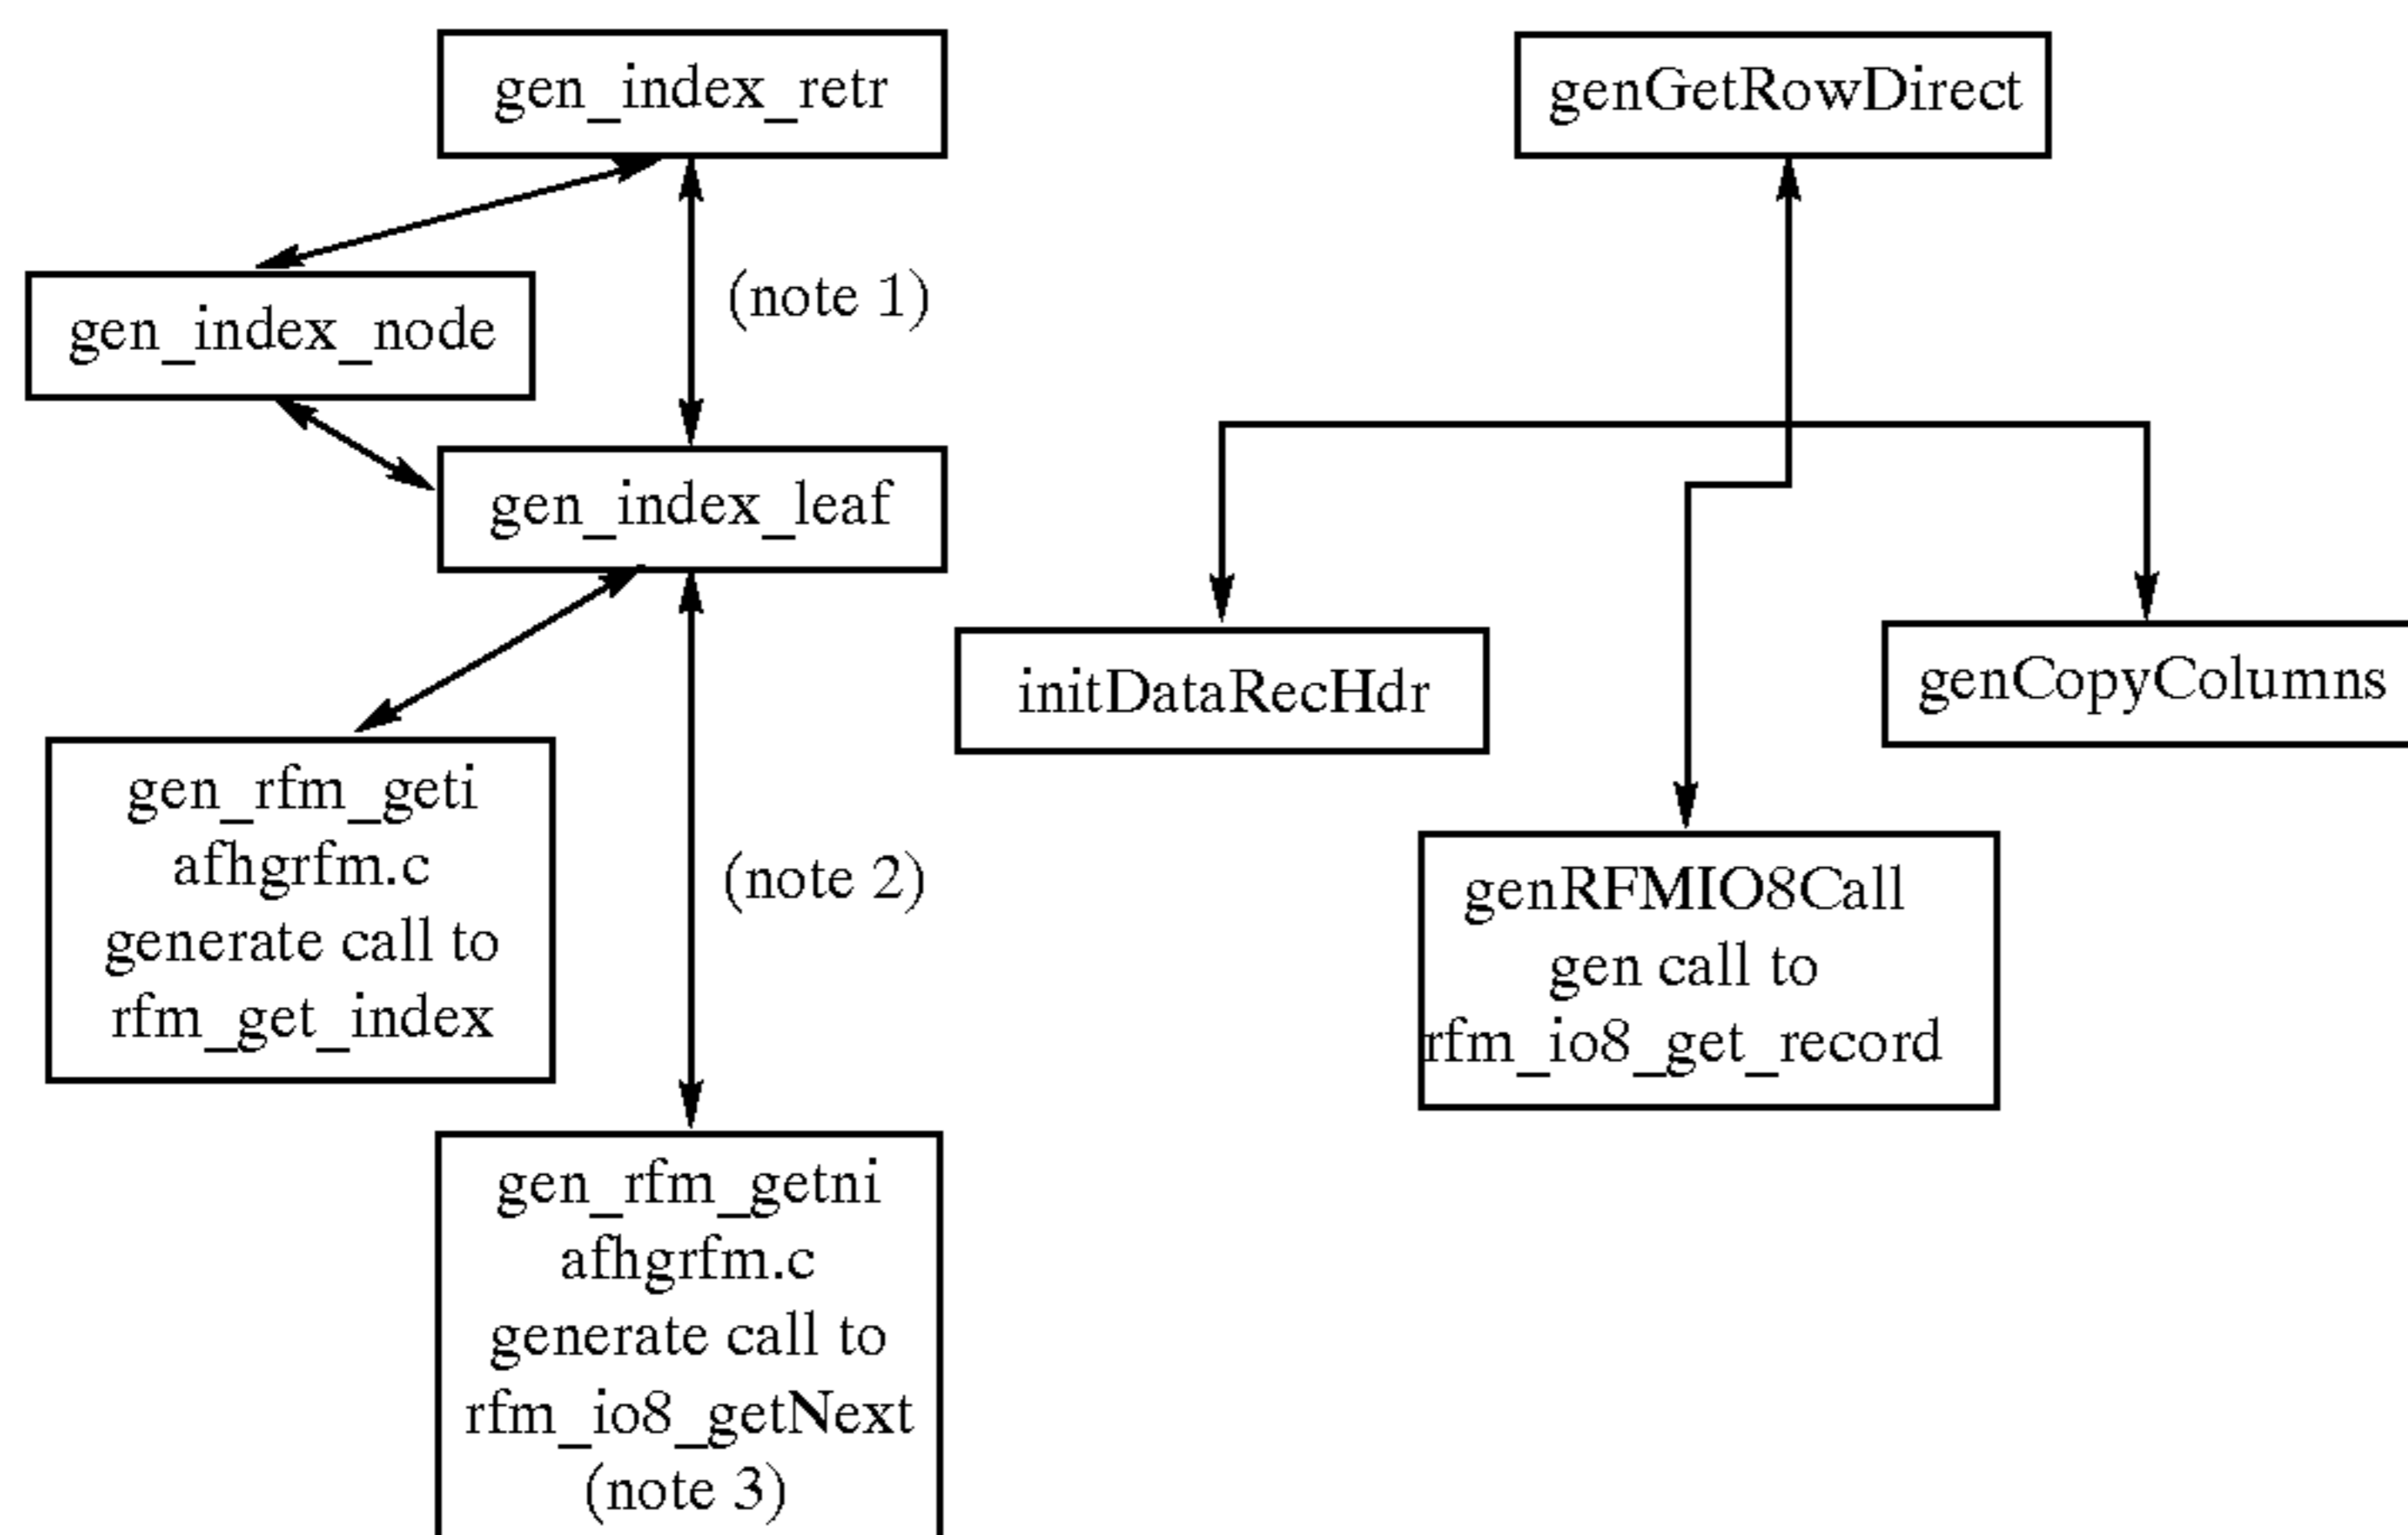 gen_index_retr
genGetRowDirect
gen_index_node
(note 1)
gen_index_leaf
initDataRecHdr
genCopyColumns
gen_rfm_geti
afhgrfm.c
generate call to
rfm_get_index
(note 2)
genRFMIO8Call
gen call to
rfm_io8_get_record
gen_rfm_getni
afhgrfm.c
generate call to
rfm_io8_getNext
(note 3)